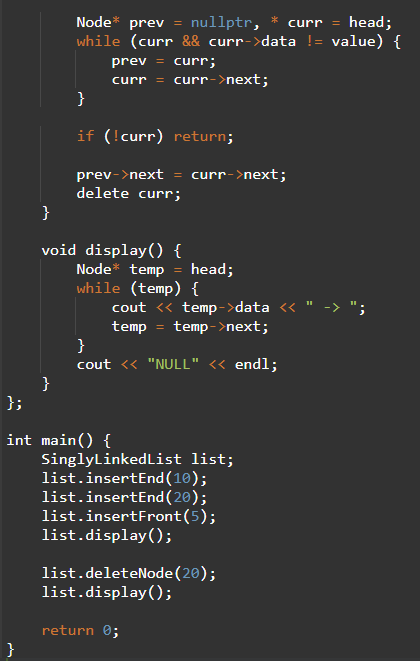 Node* prev = nullptr, * curr = head;
        while (curr && curr->data != value) {
            prev = curr;
            curr = curr->next;
        }

        if (!curr) return;

        prev->next = curr->next;
        delete curr;
    }

    void display() {
        Node* temp = head;
        while (temp) {
            cout << temp->data << " -> ";
            temp = temp->next;
        }
        cout << "NULL" << endl;
    }
};

int main() {
    SinglyLinkedList list;
    list.insertEnd(10);
    list.insertEnd(20);
    list.insertFront(5);
    list.display();

    list.deleteNode(20);
    list.display();

    return 0;
}